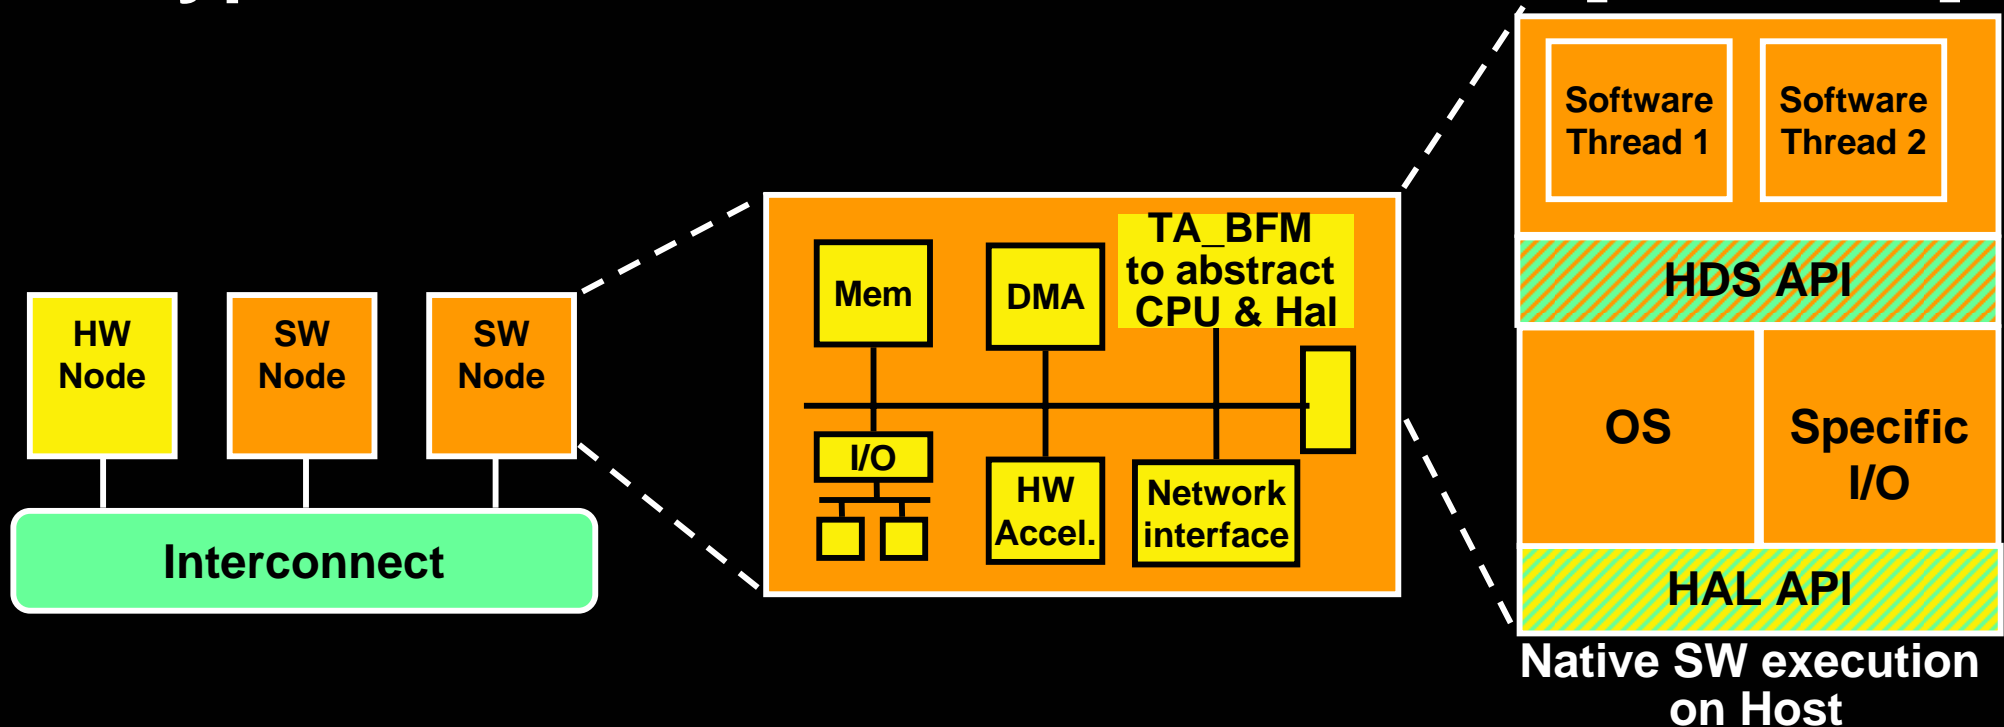 HW
Node
SW
Node
SW
Node
Interconnect
Mem
DMA
TA_BFM
to abstract
CPU & Hal
I/O
HW
Accel.
Network
interface
Software
Thread 1
Software
Thread 2
HDS API
OS
Specific
I/O
HAL API
Native SW execution
on Host